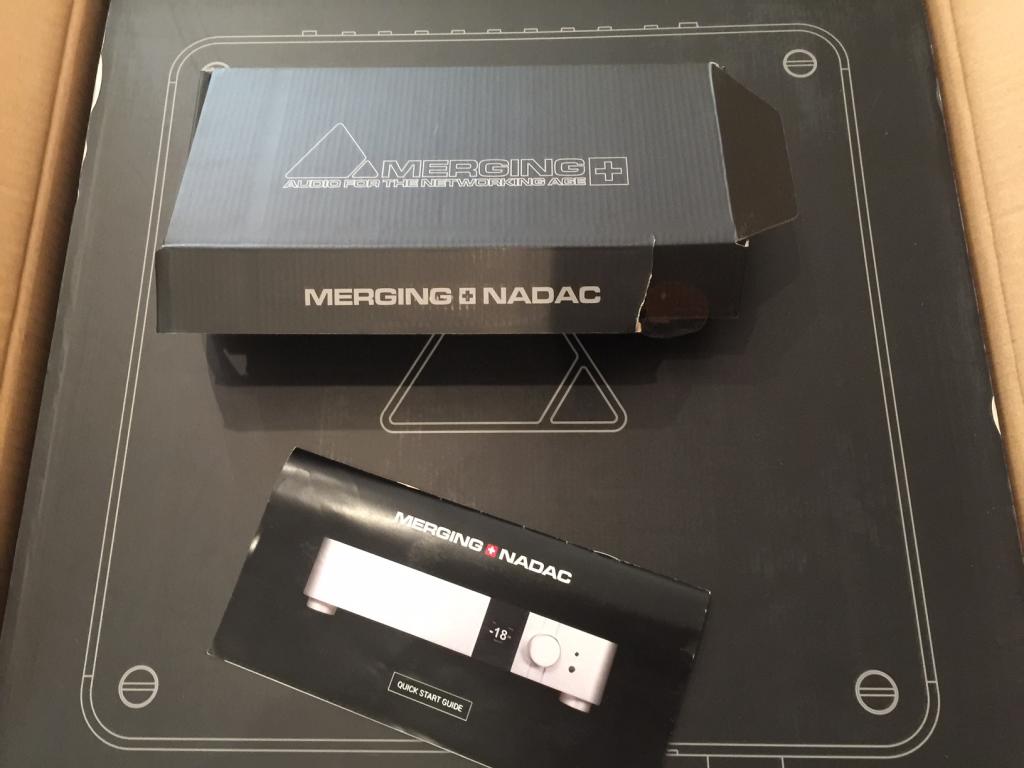 MERGING+
AUDIO FOR THE NETWORKING AGE
MERGING + NADAC
MERGING + NADAC
-18-
QUICK START GUIDE